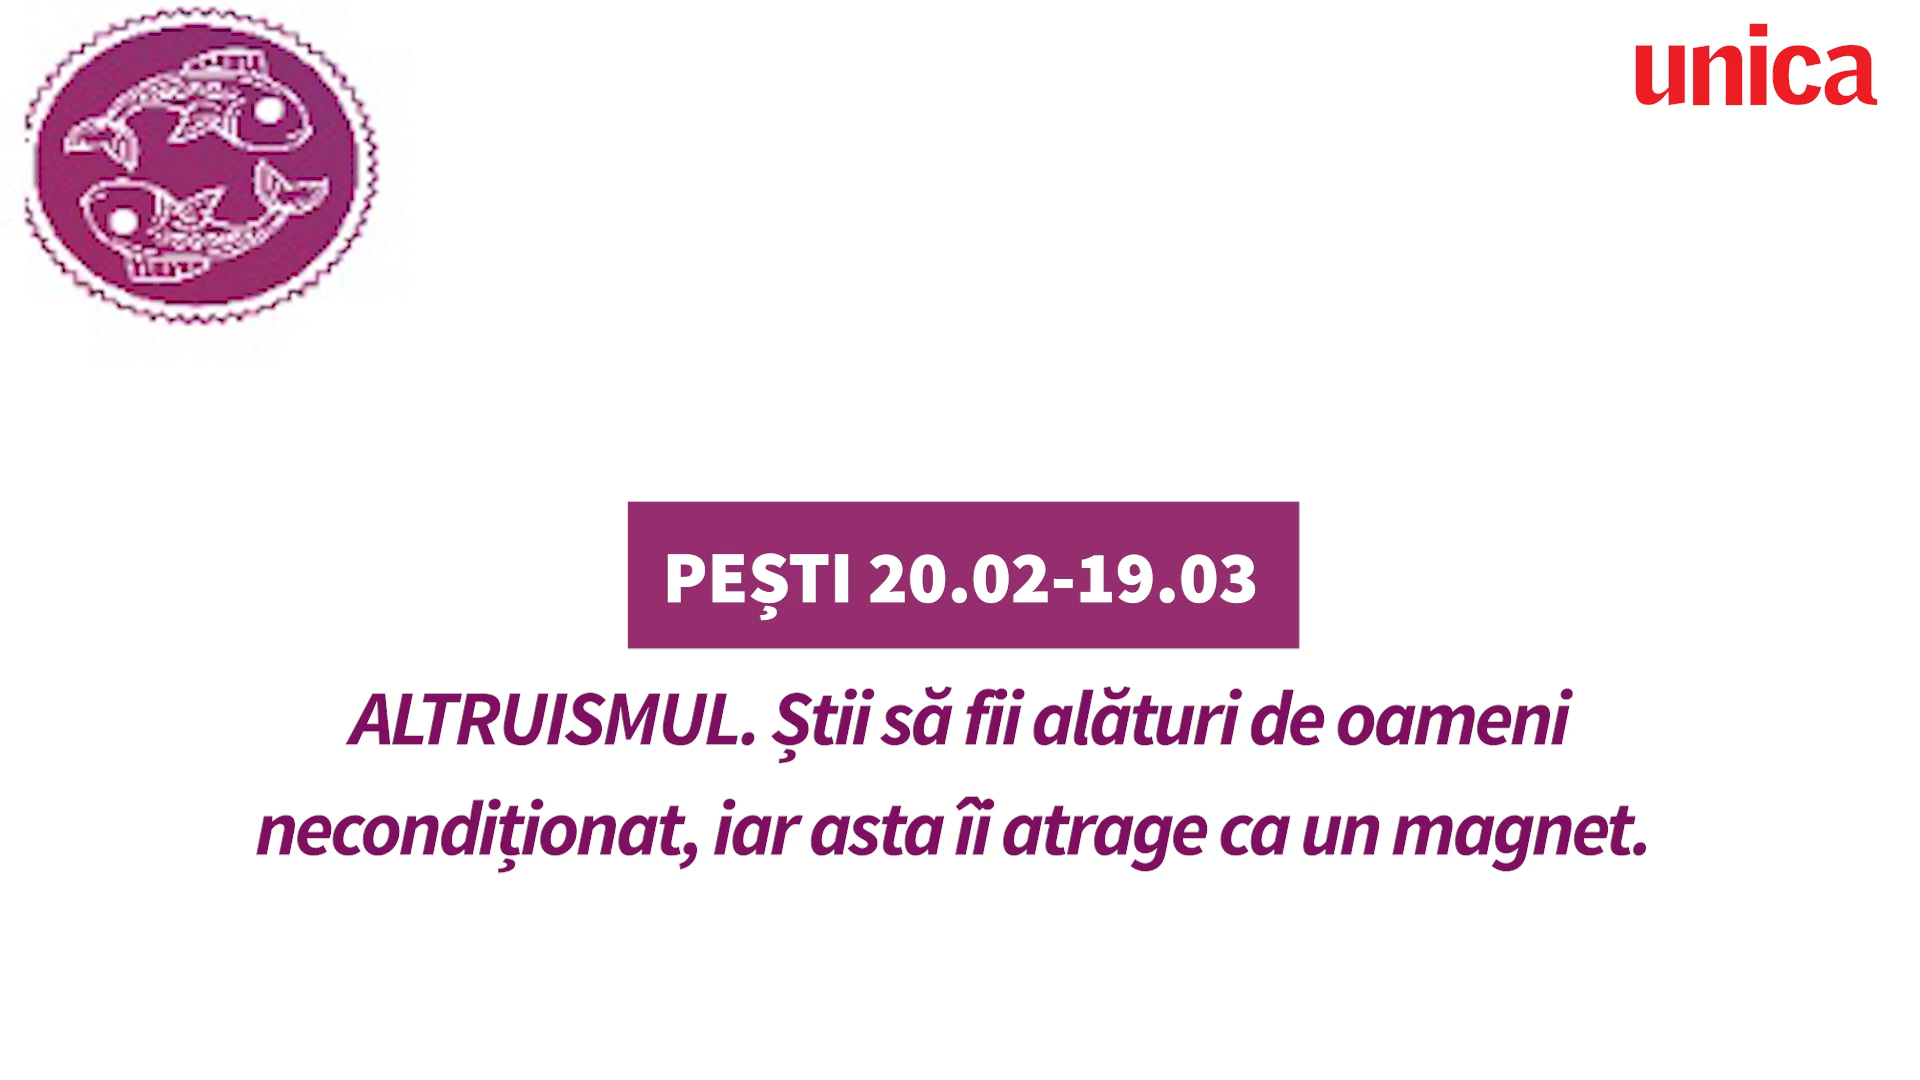 unica
PEȘTI 20.02-19.03
ALTRUISMUL. Știi să fii alături de oameni
necondiționat, iar asta îi atrage ca un magnet.